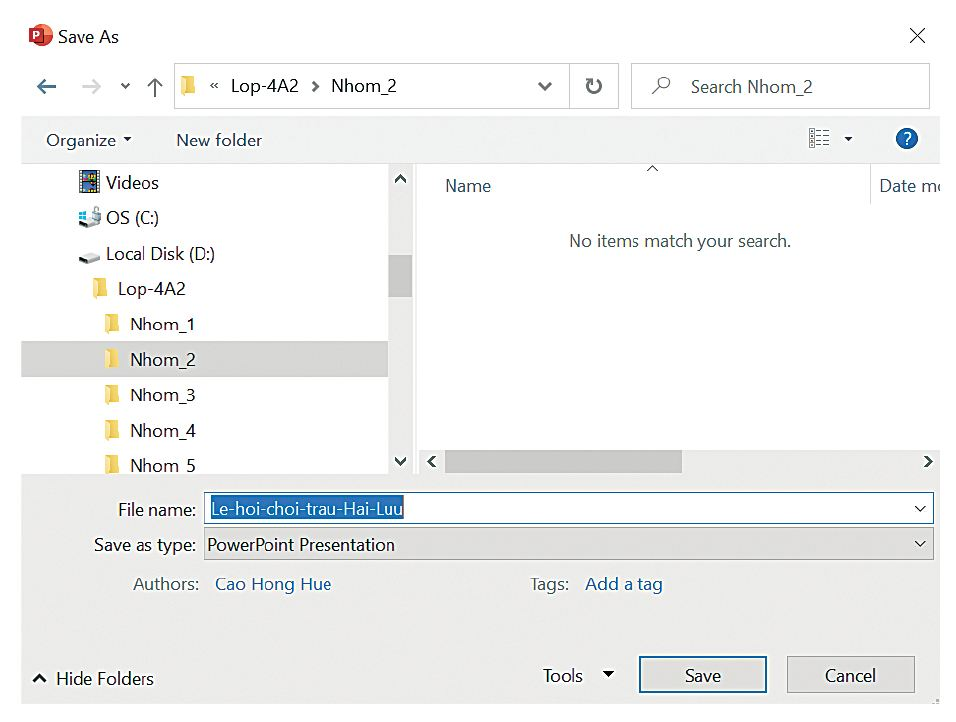 Save As
« Lop-4A2 > Nhom_2
Search Nhom_2
Organize
New folder
?
Videos
OS (C:)
Local Disk (D:)
Lop-4A2
Nhom_1
Nhom_2
Nhom_3
Nhom_4
Nhom_5
Name
Date mo
No items match your search.
File name: Le-hoi-choi-trau-Hai-Luu
Save as type: PowerPoint Presentation
Authors: Cao Hong Hue
Tags: Add a tag
Hide Folders
Tools
Save
Cancel